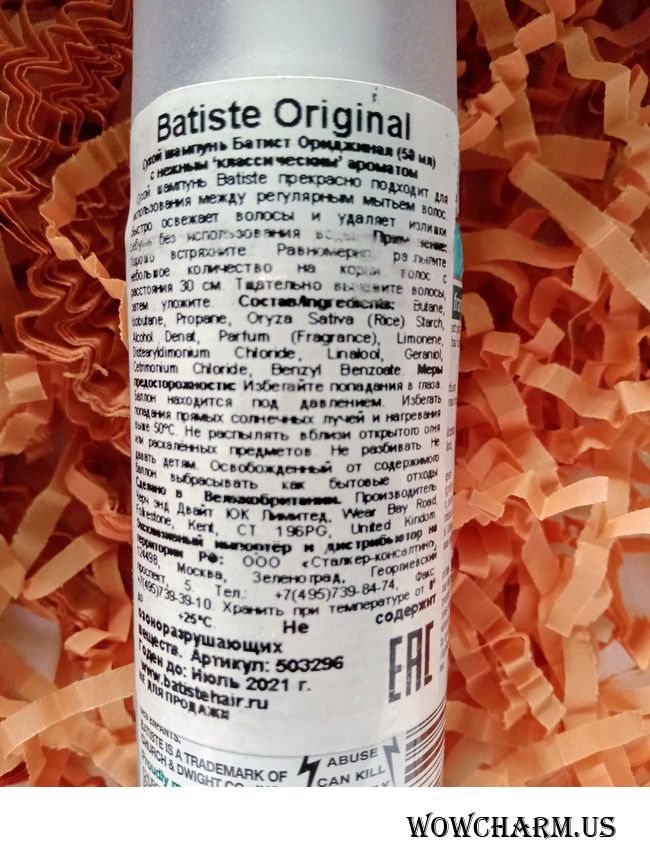 Batiste Original
Сухой шампунь Батист Ориджинал (50 мл)
с нежным 'классическим' ароматом
Сухой шампунь Batiste прекрасно подходит для
использования между регулярным мытьем волос.
Быстро освежает волосы и удаляет излишки
без использования Применение:
Хорошо встряхните. Равномерно распылите
небольшое количество на корни волос с
расстояния 30 см. Тщательно вычешите волосы,
затем уложите. Состав/Ingredients: Butane,
Isobutane, Propane, Oryza Sativa (Rice) Starch,
Alcohol Denat, Parfum (Fragrance), Limonene,
Distearyldimonium Chloride, Linalool, Geraniol,
Cetrimonium Chloride, Benzyl Benzoate. Меры
предосторожности: Избегайте попадания в глаза.
Баллон находится под давлением. Избегать
попадания прямых солнечных лучей и нагревания
выше 50°С. Не распылять вблизи открытого огня
или раскалённых предметов. Не разбивать. Не
давать детям. Освобожденный от содержимого
баллон выбрасывать как бытовые отходы
Сделано в Великобритании. Производитель
Черч энд Двайт ЮК Лимитед, Wear Bay Road,
Folkestone, Kent, CT 196PG, United Kindom
Эксклюзивный импортёр и дистрибьютор на
территории РФ: ООО «Сталкер-консалтинг»,
124498, Москва, Зеленоград, Георгиевский
проспект, 5. Тел.: +7(495)739-84-74, Факс:
+7(495)739-39-10. Хранить при температуре от
до +25°С. Не содержит
озоноразрушающих
веществ. Артикул: 503296
Годен до: Июль 2021 г.
www.batistehair.ru
НЕ ДЛЯ ПРОДАЖИ
EAC
BATISTE IS A TRADEMARK OF
CHURCH & DWIGHT CO.
Proudly
ABUSE
CAN KILL
WOWCHARM.US